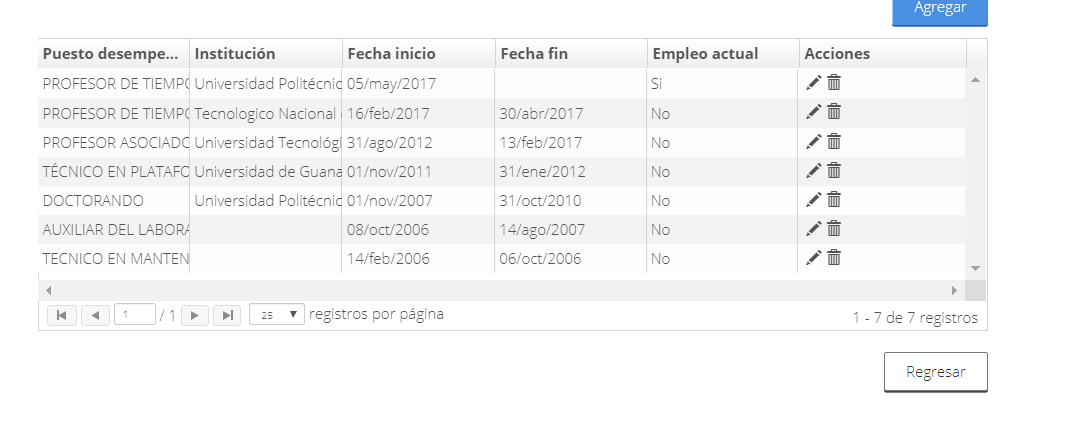 Agregar
Puesto desempe... Institución Fecha inicio Fecha fin Empleo actual Acciones
PROFESOR DE TIEMPO Universidad Politécnic 05/may/2017 Si
PROFESOR DE TIEMPO Tecnologico Nacional 16/feb/2017 30/abr/2017 No
PROFESOR ASOCIADO Universidad Tecnológi 31/ago/2012 13/feb/2017 No
TÉCNICO EN PLATAFO Universidad de Guana 01/nov/2011 31/ene/2012 No
DOCTORANDO Universidad Politécnic 01/nov/2007 31/oct/2010 No
AUXILIAR DEL LABORA 08/oct/2006 14/ago/2007 No
TECNICO EN MANTEN 14/feb/2006 06/oct/2006 No
1 / 1 25 registros por página
1 - 7 de 7 registros
Regresar